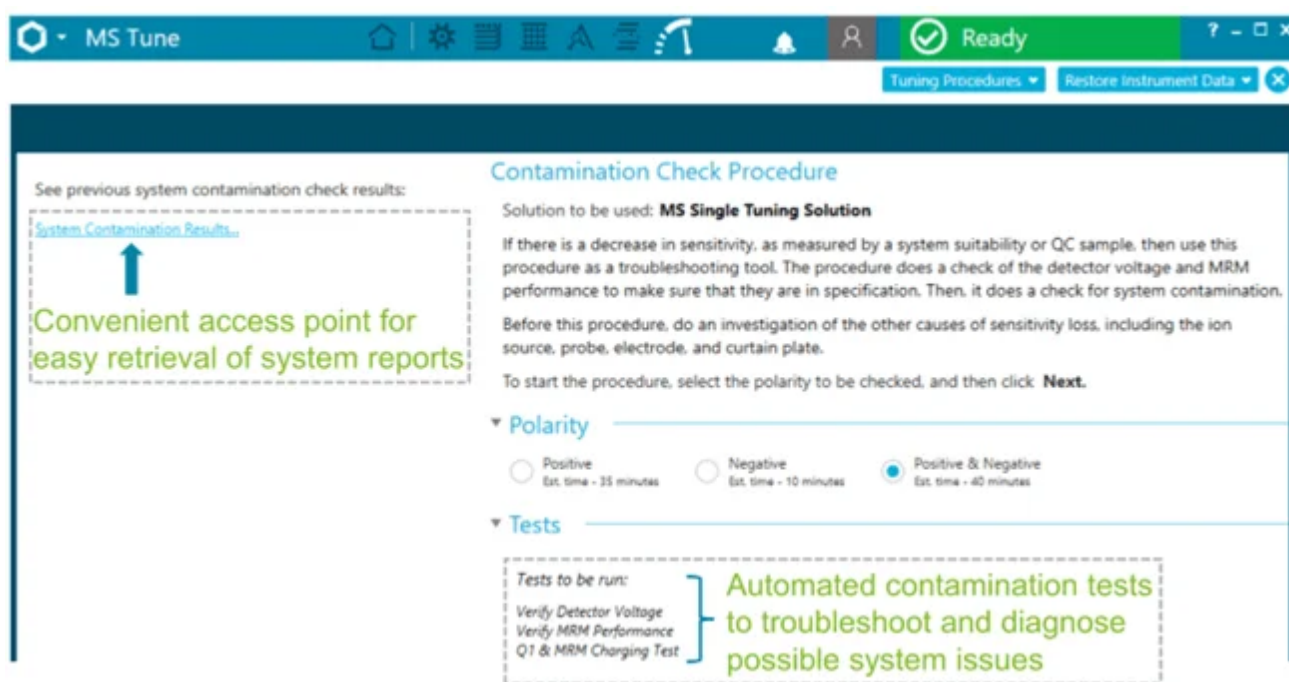 MS Tune
Ready
? – □ x
Tuning Procedures
Restore Instrument Data
See previous system contamination check results:
System Contamination Results...
Convenient access point for
easy retrieval of system reports
Contamination Check Procedure
Solution to be used: MS Single Tuning Solution
If there is a decrease in sensitivity, as measured by a system suitability or QC sample, then use this
procedure as a troubleshooting tool. The procedure does a check of the detector voltage and MRM
performance to make sure that they are in specification. Then, it does a check for system contamination.
Before this procedure, do an investigation of the other causes of sensitivity loss, including the ion
source, probe, electrode, and curtain plate.
To start the procedure, select the polarity to be checked, and then click Next.
Polarity
Positive
Est. time - 35 minutes
Negative
Est. time - 10 minutes
Positive & Negative
Est. time - 40 minutes
Tests
Tests to be run:
Verify Detector Voltage
Verify MRM Performance
Q1 & MRM Charging Test
Automated contamination tests
to troubleshoot and diagnose
possible system issues